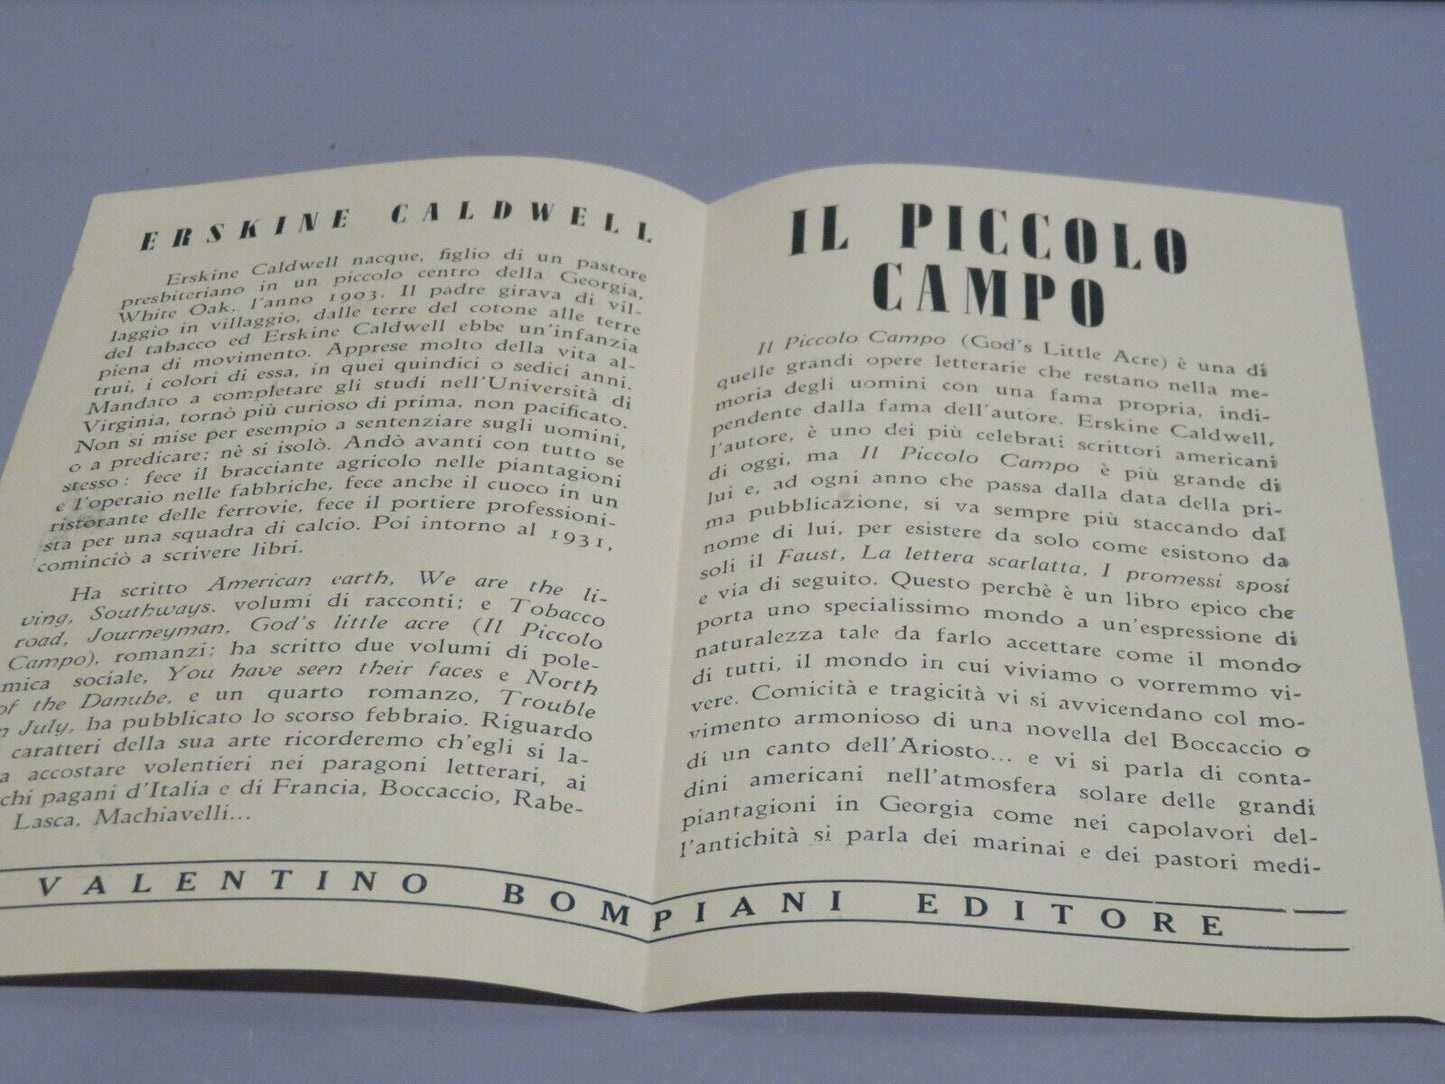 ERSKINE CALDWELL
Erskine Caldwell nacque, figlio di un pastore
presbiteriano in un piccolo centro della Georgia,
White Oak, l'anno 1903. Il padre girava di vil-
laggio in villaggio, dalle terre del cotone alle terre
del tabacco ed Erskine Caldwell ebbe un'infanzia
piena di movimento. Apprese molto della vita al-
trui, i colori di essa, in quei quindici o sedici anni.
Mandato a completare gli studi nell'Università di
Virginia, tornò più curioso di prima, non pacificato.
Non si mise per esempio a sentenziare sugli uomini,
o a predicare; nè si isolò. Andò avanti con tutto se
stesso: fece il bracciante agricolo nelle piantagioni
e l'operaio nelle fabbriche, fece anche il cuoco in un
ristorante delle ferrovie, fece il portiere professioni-
sta per una squadra di calcio. Poi intorno al 1931,
cominciò a scrivere libri.
Ha scritto American earth, We are the li-
ving, Southways. volumi di racconti; e Tobacco
road, Journeyman, God's little acre (Il Piccolo
Campo), romanzi; ha scritto due volumi di pole-
mica sociale, You have seen their faces e North
of the Danube, e un quarto romanzo, Trouble
n July, ha pubblicato lo scorso febbraio. Riguardo
caratteri della sua arte ricorderemo ch'egli si la-
a accostare volentieri nei paragoni letterari, ai
chi pagani d'Italia e di Francia, Boccaccio, Rabe-
Lasca, Machiavelli...
IL PICCOLO
CAMPO
Il Piccolo Campo (God's Little Acre) è una di
quelle grandi opere letterarie che restano nella me-
moria degli uomini con una fama propria, indi-
pendente dalla fama dell'autore. Erskine Caldwell,
l'autore, è uno dei più celebrati scrittori americani
di oggi, ma Il Piccolo Campo è più grande di
lui e, ad ogni anno che passa dalla data della pri-
ma pubblicazione, si va sempre più staccando dal
nome di lui, per esistere da solo come esistono da
soli il Faust, La lettera scarlatta, I promessi sposi
e via di seguito. Questo perchè è un libro epico che
porta uno specialissimo mondo a un'espressione di
naturalezza tale da farlo accettare come il mondo
di tutti, il mondo in cui viviamo o vorremmo vi-
vere. Comicità e tragicità vi si avvicendano col mo-
vimento armonioso di una novella del Boccaccio o
di un canto dell'Ariosto... e vi si parla di conta-
dini americani nell'atmosfera solare delle grandi
piantagioni in Georgia come nei capolavori del-
l'antichità si parla dei marinai e dei pastori medi-
VALENTINO BOMPIANI EDITORE